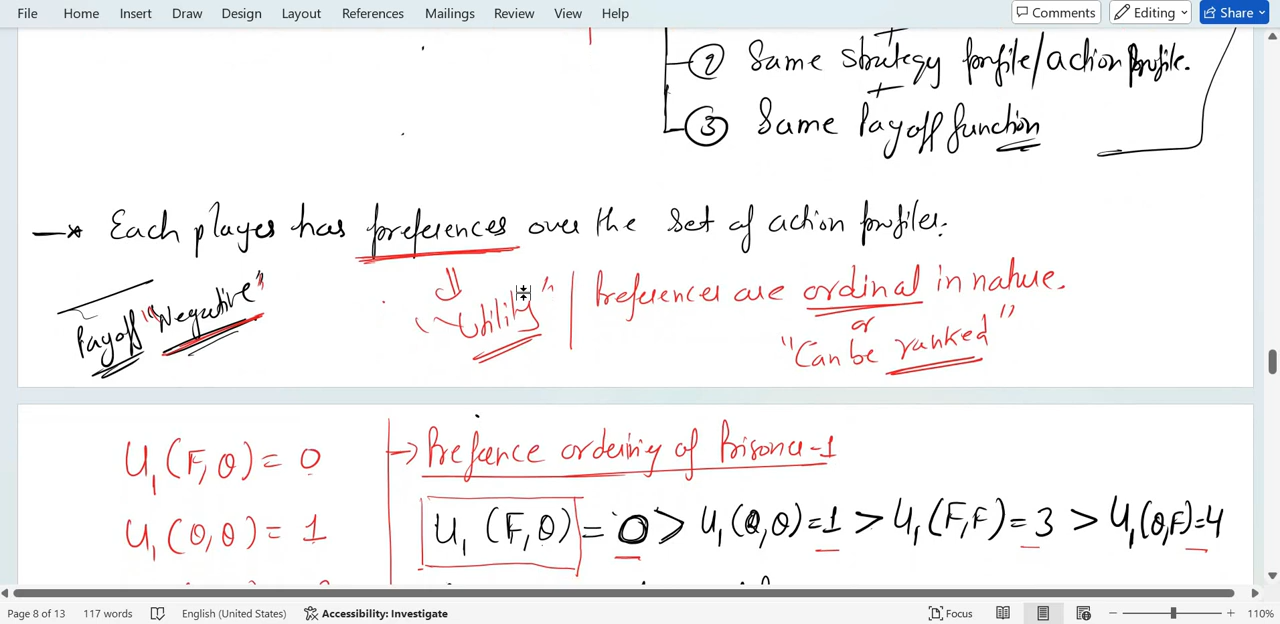 File Home Insert Draw Design Layout References Mailings Review View Help Comments Editing Share
② Same strategy profile/action profile.
③ Same Payoff function
Each player has preferences over the set of action profiles.
Payoff "Negative"
"Utility"
Preferences are ordinal in nature.
or
"Can be ranked"
U₁(F,Q) = 0
U₁(Q,Q) = 1
→ Prefernce ordering of Prisoner-1
U₁(F,Q) = 0 > U₁(Q,Q) = 1 > U₁(F,F) = 3 > U₁(Q,F) = 4
Page 8 of 13 117 words English (United States) Accessibility: Investigate Focus 110%